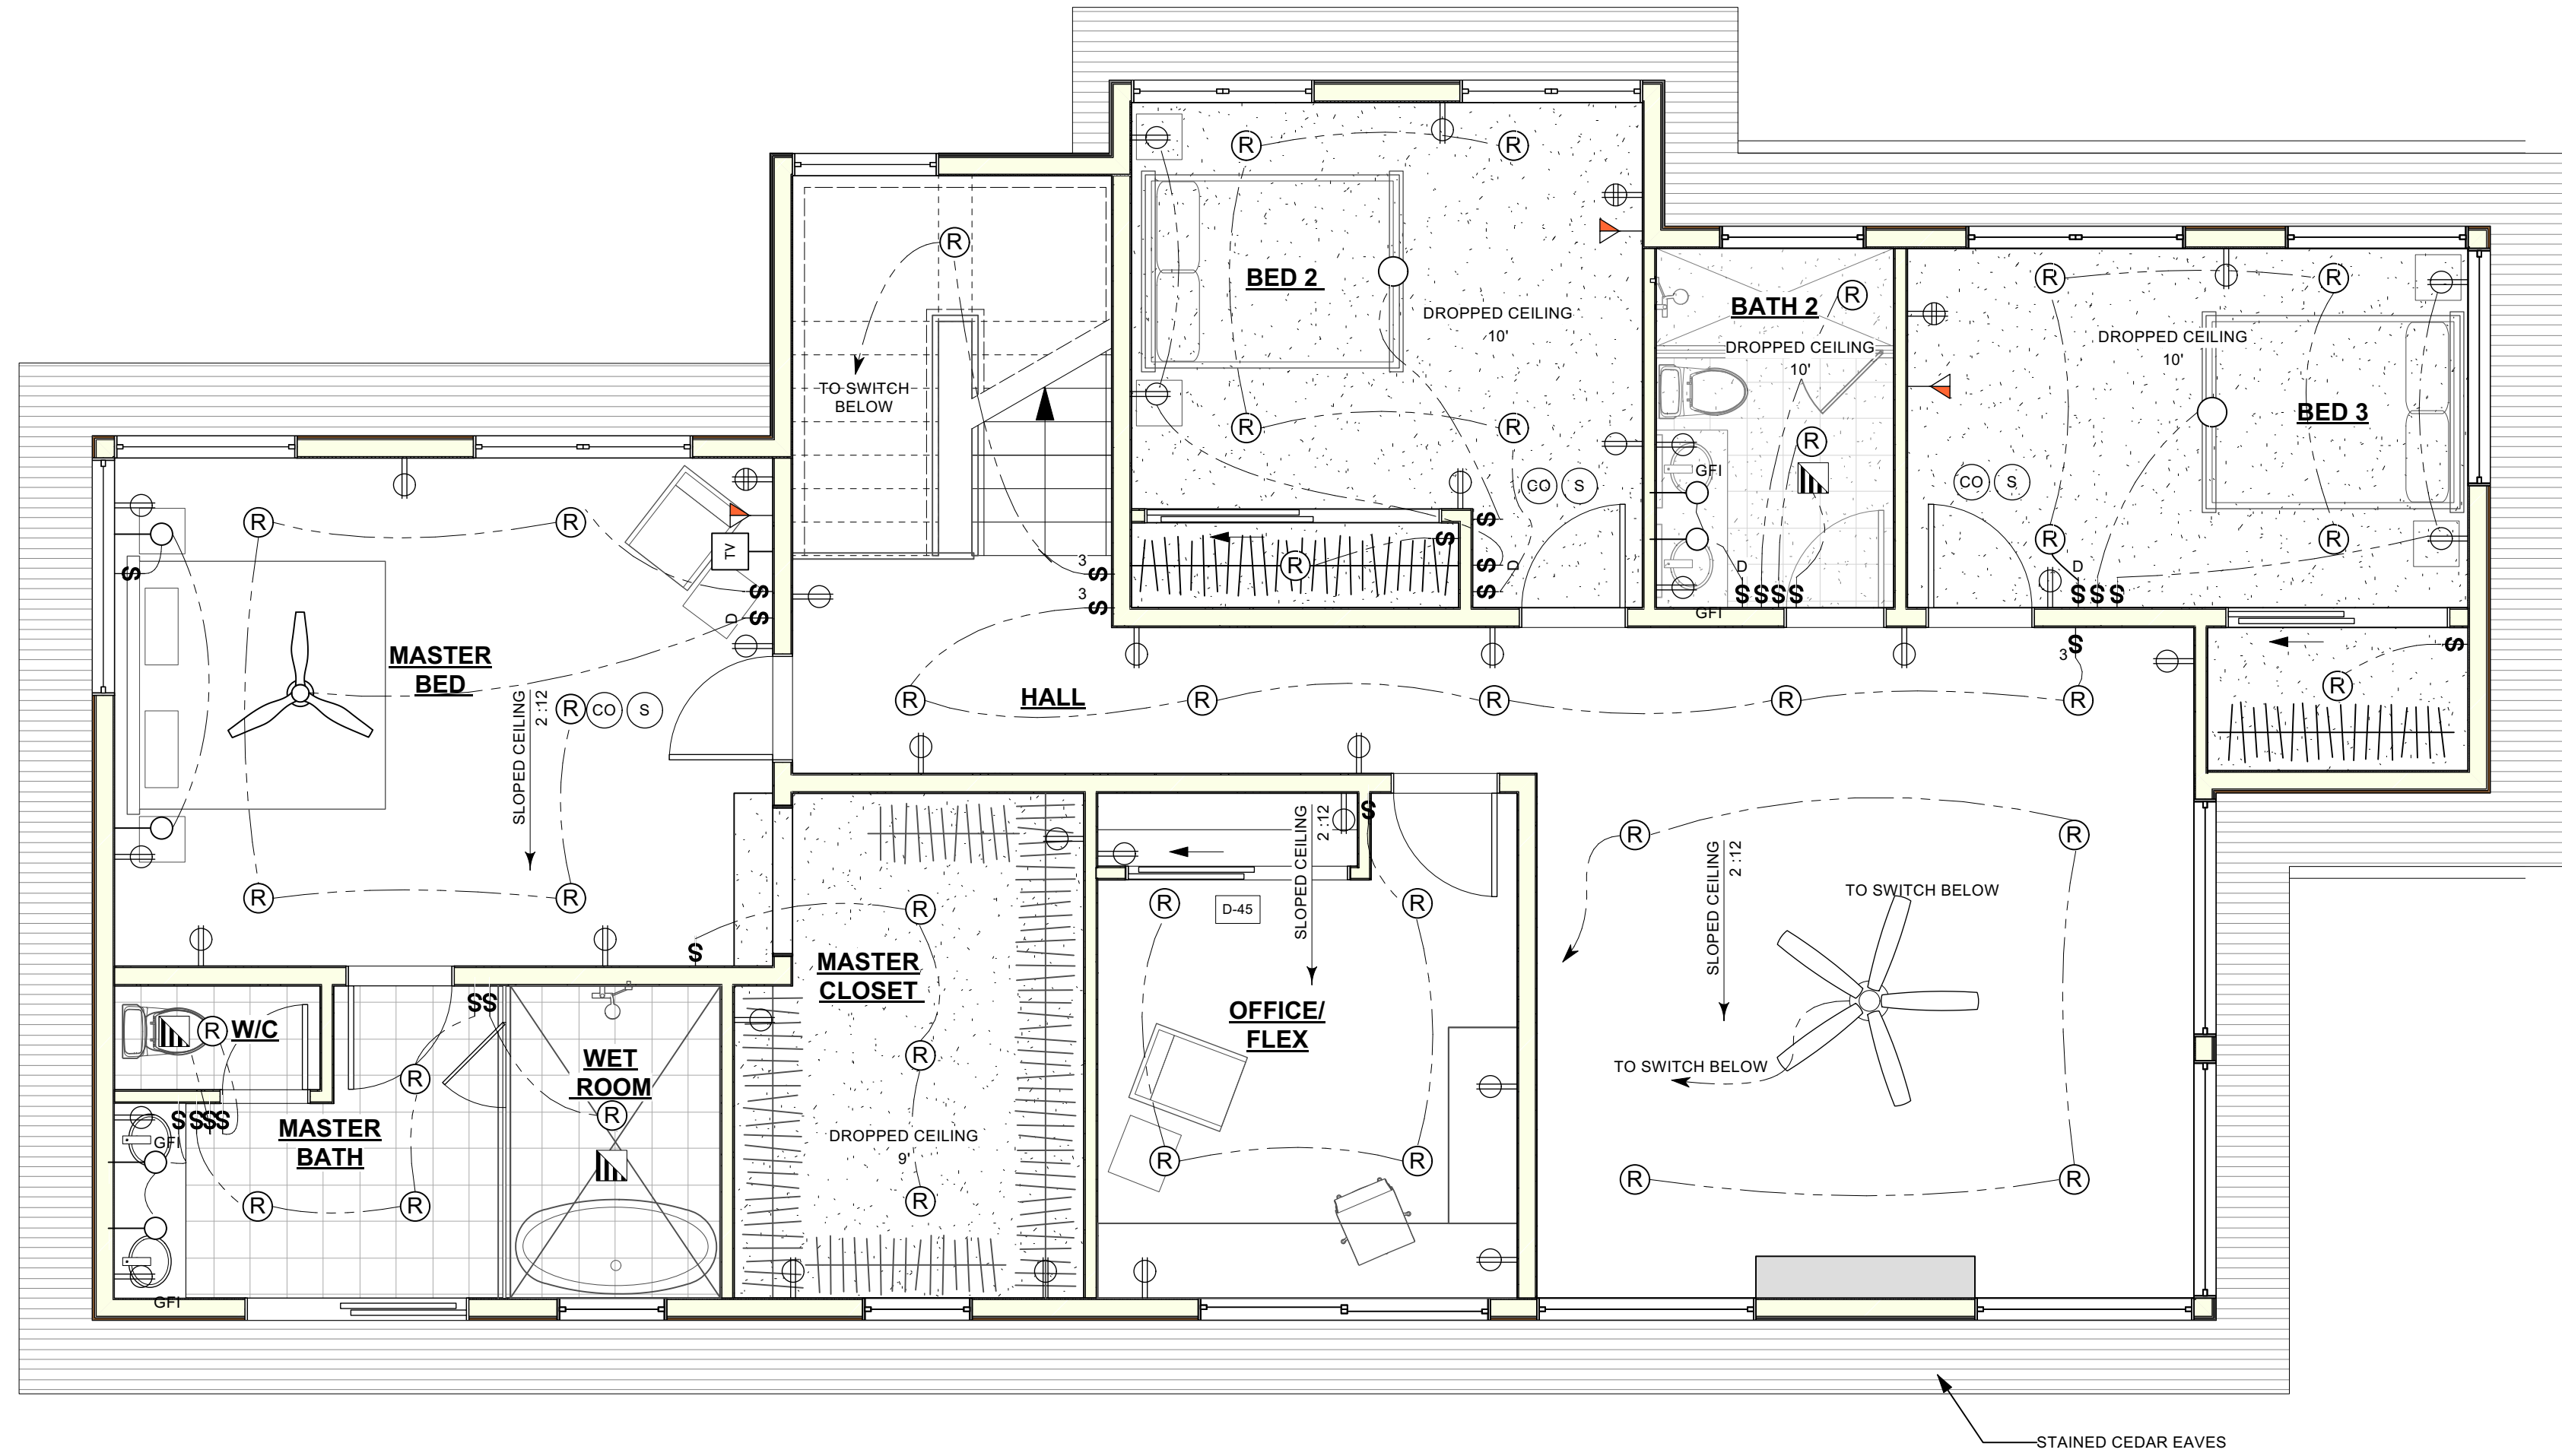 R
R
BED 2
DROPPED CEILING
10'
R
R
CO
S
R
$
$
$
$
D
R
TO SWITCH
BELOW
3
$
3
$
R
BATH 2
DROPPED CEILING
10'
R
GFI
GFI
D
$ $ $ $
R
R
DROPPED CEILING
10'
BED 3
CO
S
R
R
D
$ $ $
3
$
$
R
R
R
$
TV
$
D
$
MASTER
BED
SLOPED CEILING
2 :12
R
CO
S
R
R
$
R
HALL
R
R
R
R
$
SLOPED CEILING
2 :12
R
D-45
R
OFFICE/
FLEX
R
R
R
MASTER
CLOSET
R
DROPPED CEILING
9'
R
R
R
SLOPED CEILING
2 :12
TO SWITCH BELOW
TO SWITCH BELOW
R
R
$$
R
W/C
WET
ROOM
R
R
$ $$$
GFI
MASTER
BATH
R
R
GFI
STAINED CEDAR EAVES